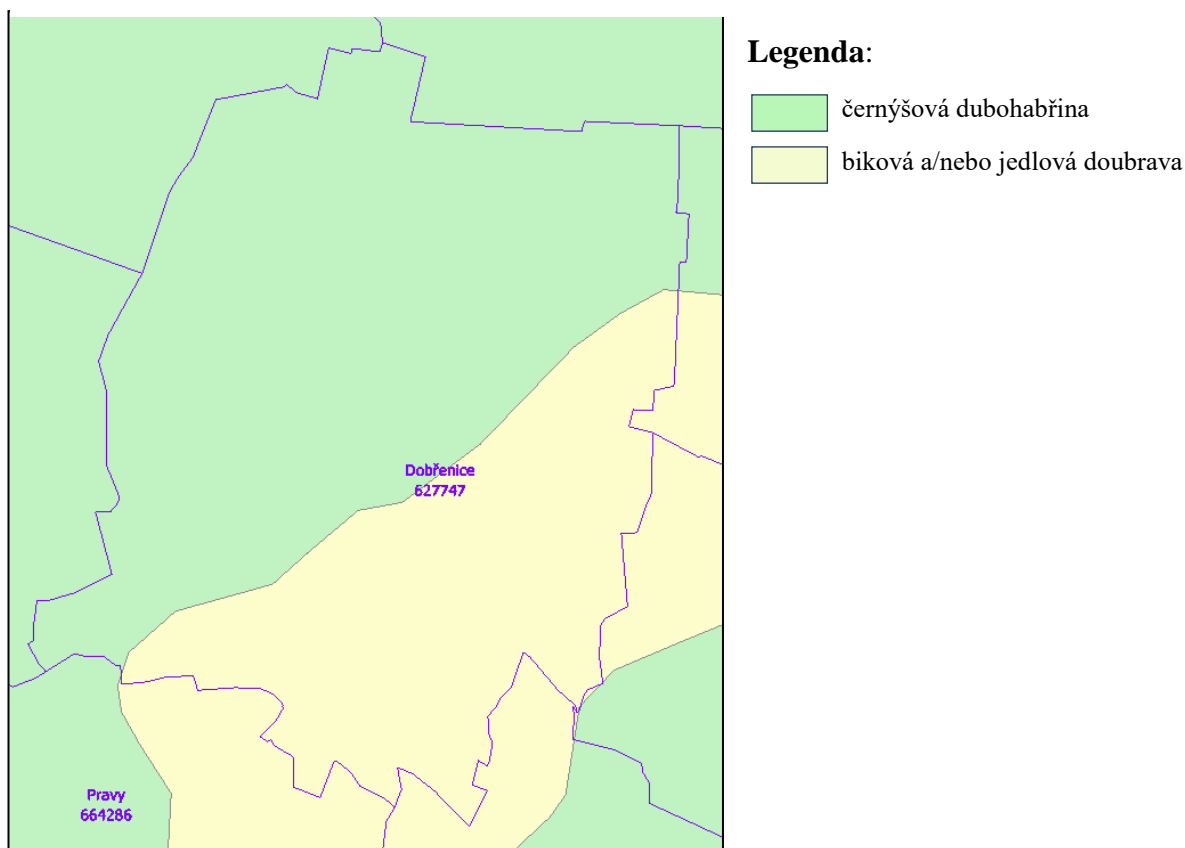 Legenda:
černýšová dubohabřina
biková a/nebo jedlová doubrava
Dobřenice
627747
Pravy
664286